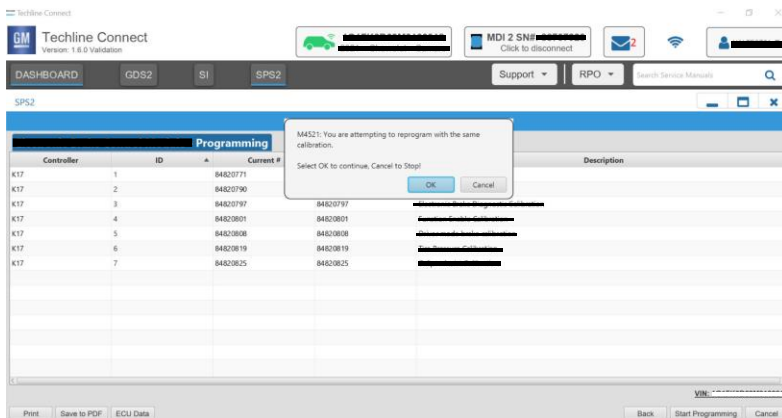 Techline Connect
GM
Techline Connect
Version: 1.6.0 Validation
MDI 2 SN#
Click to disconnect
2
DASHBOARD GDS2 SI SPS2 Support RPO Search Service Manuals
SPS2
Programming
M4521: You are attempting to reprogram with the same
calibration.
Select OK to continue, Cancel to Stop!
OK Cancel
Controller ID Current # Description
K17 1 84820771
K17 2 84820790
K17 3 84820797 84820797
K17 4 84820801 84820801
K17 5 84820808 84820808
K17 6 84820819 84820819
K17 7 84820825 84820825
VIN:
Print Save to PDF ECU Data Back Start Programming Cancel